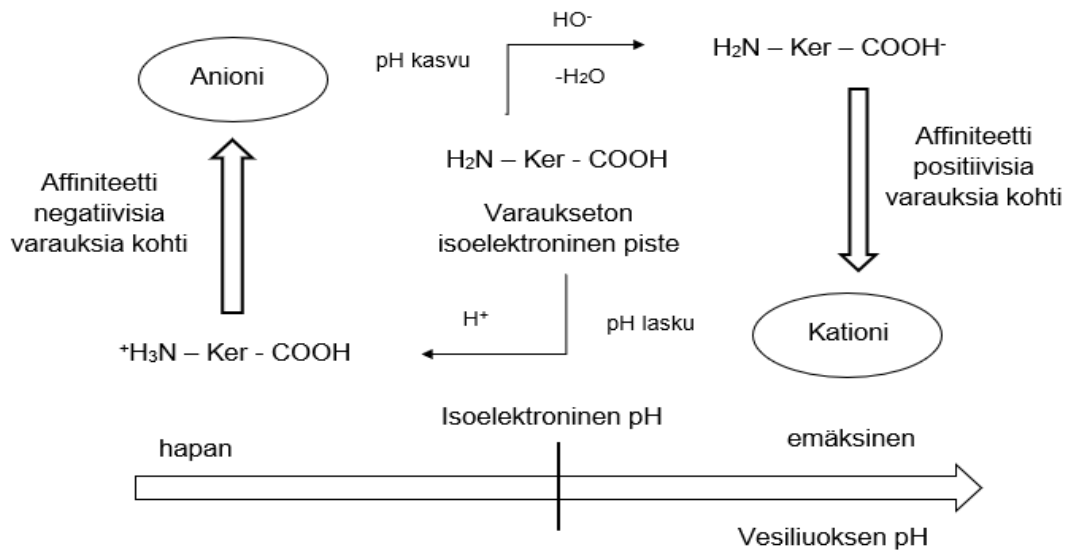 HO⁻
pH kasvu
-H₂O
H₂N – Ker – COOH⁻
Anioni
H₂N – Ker - COOH
Affiniteetti
positiivisia
varauksia kohti
Affiniteetti
negatiivisia
varauksia kohti
Varaukseton
isoelektroninen piste
H⁺
pH lasku
Kationi
⁺H₃N – Ker - COOH
Isoelektroninen pH
hapan
emäksinen
Vesiliuoksen pH